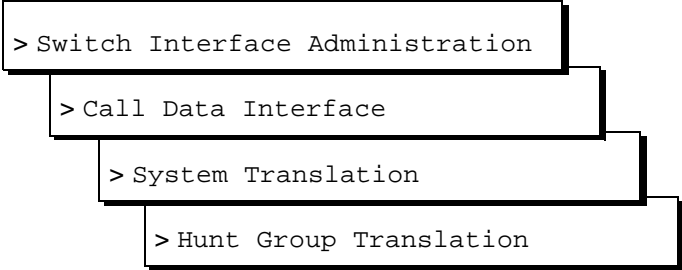 > Switch Interface Administration
> Call Data Interface
> System Translation
> Hunt Group Translation